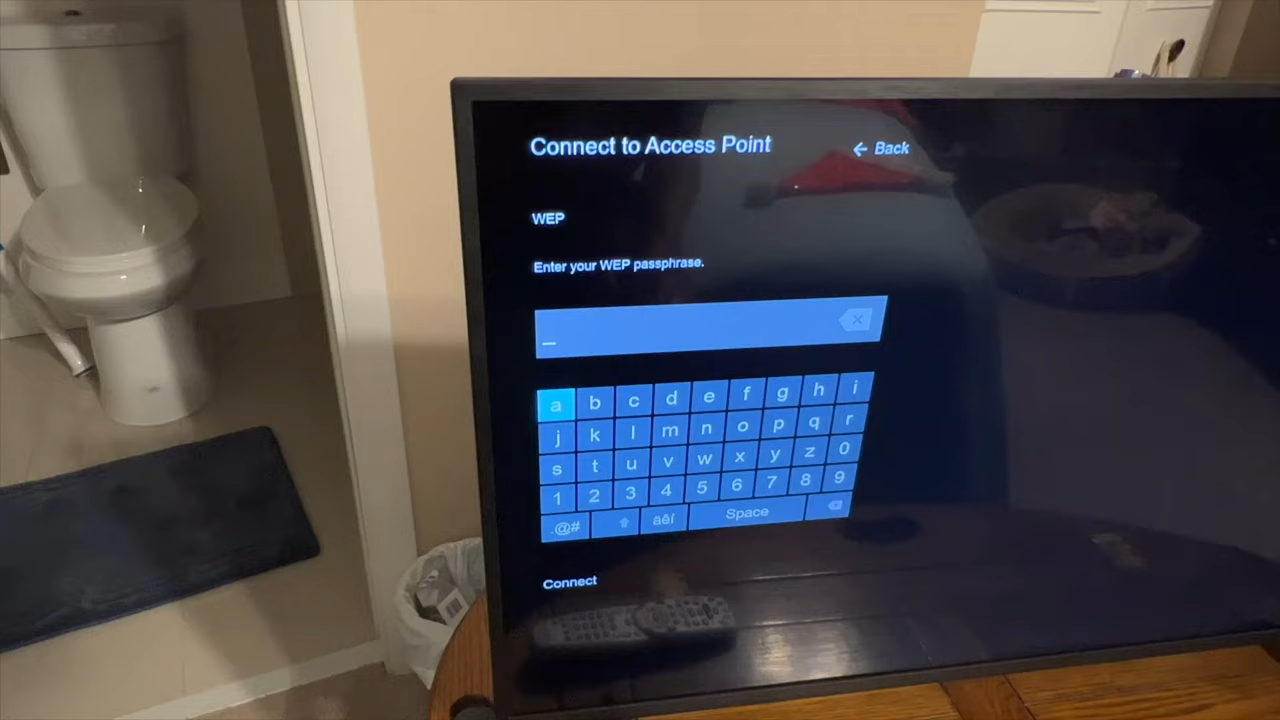 Connect to Access Point
← Back
WEP
Enter your WEP passphrase.
_
a b c d e f g h i
j k l m n o p q r
s t u v w x y z 0
1 2 3 4 5 6 7 8 9
.@# äêí Space
Connect